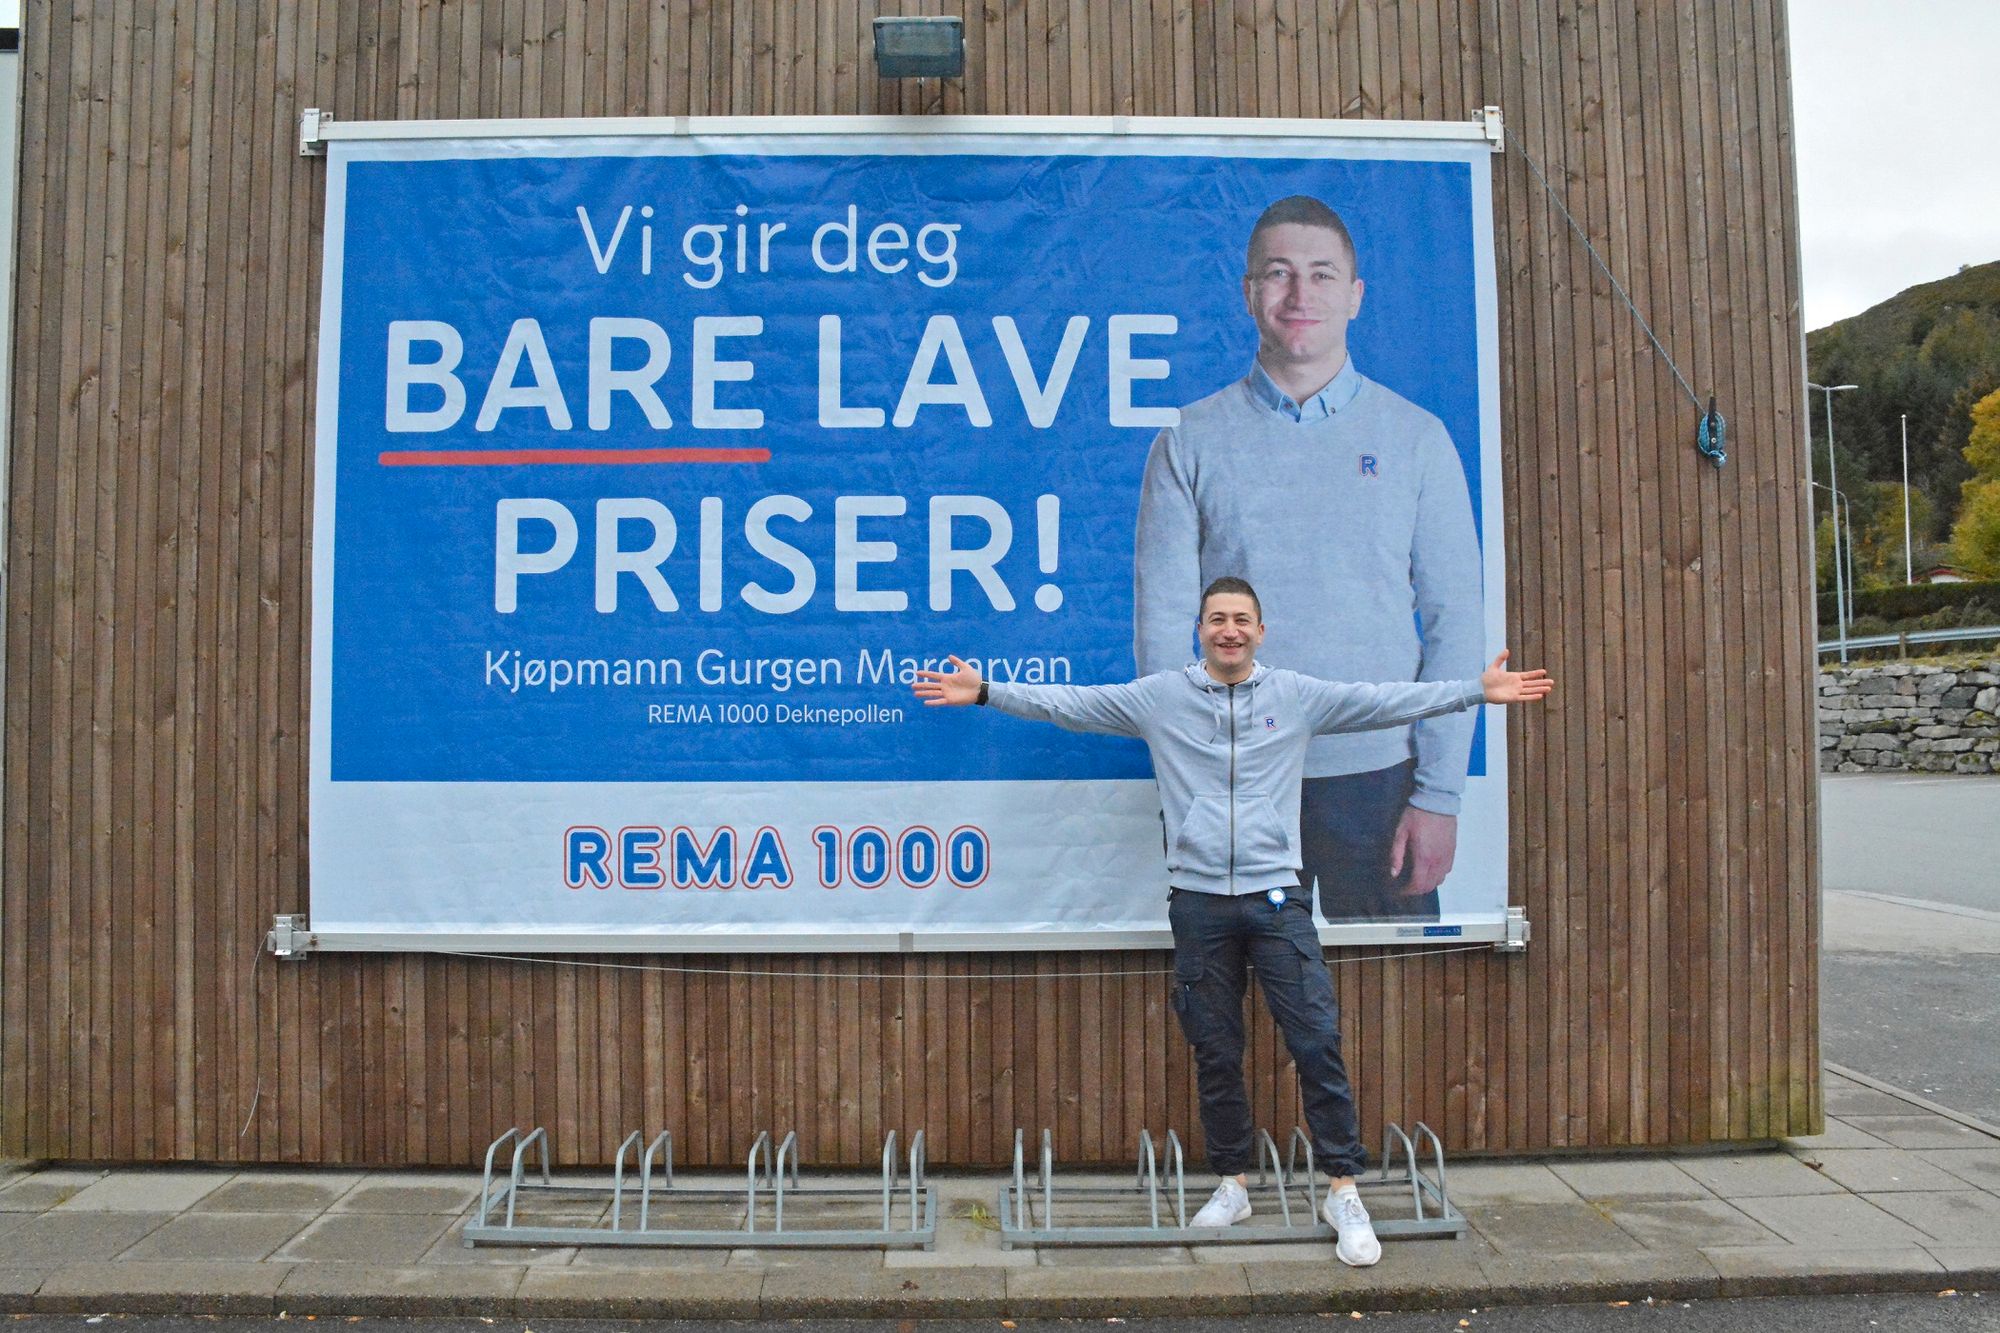 Vi gir deg
BARE LAVE
PRISER!
Kjøpmann Gurgen
REMA 1000 Deknepollen
REMA 1000
R
R